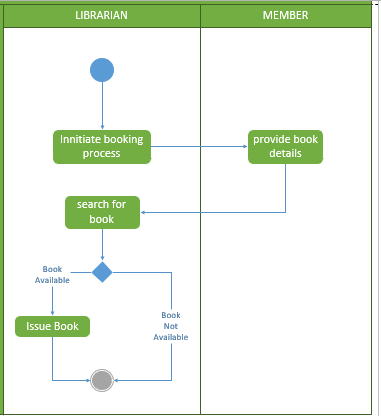 LIBRARIAN
MEMBER
Innitiate booking
process
provide book
details
search for
book
Book
Available
Issue Book
Book
Not
Available